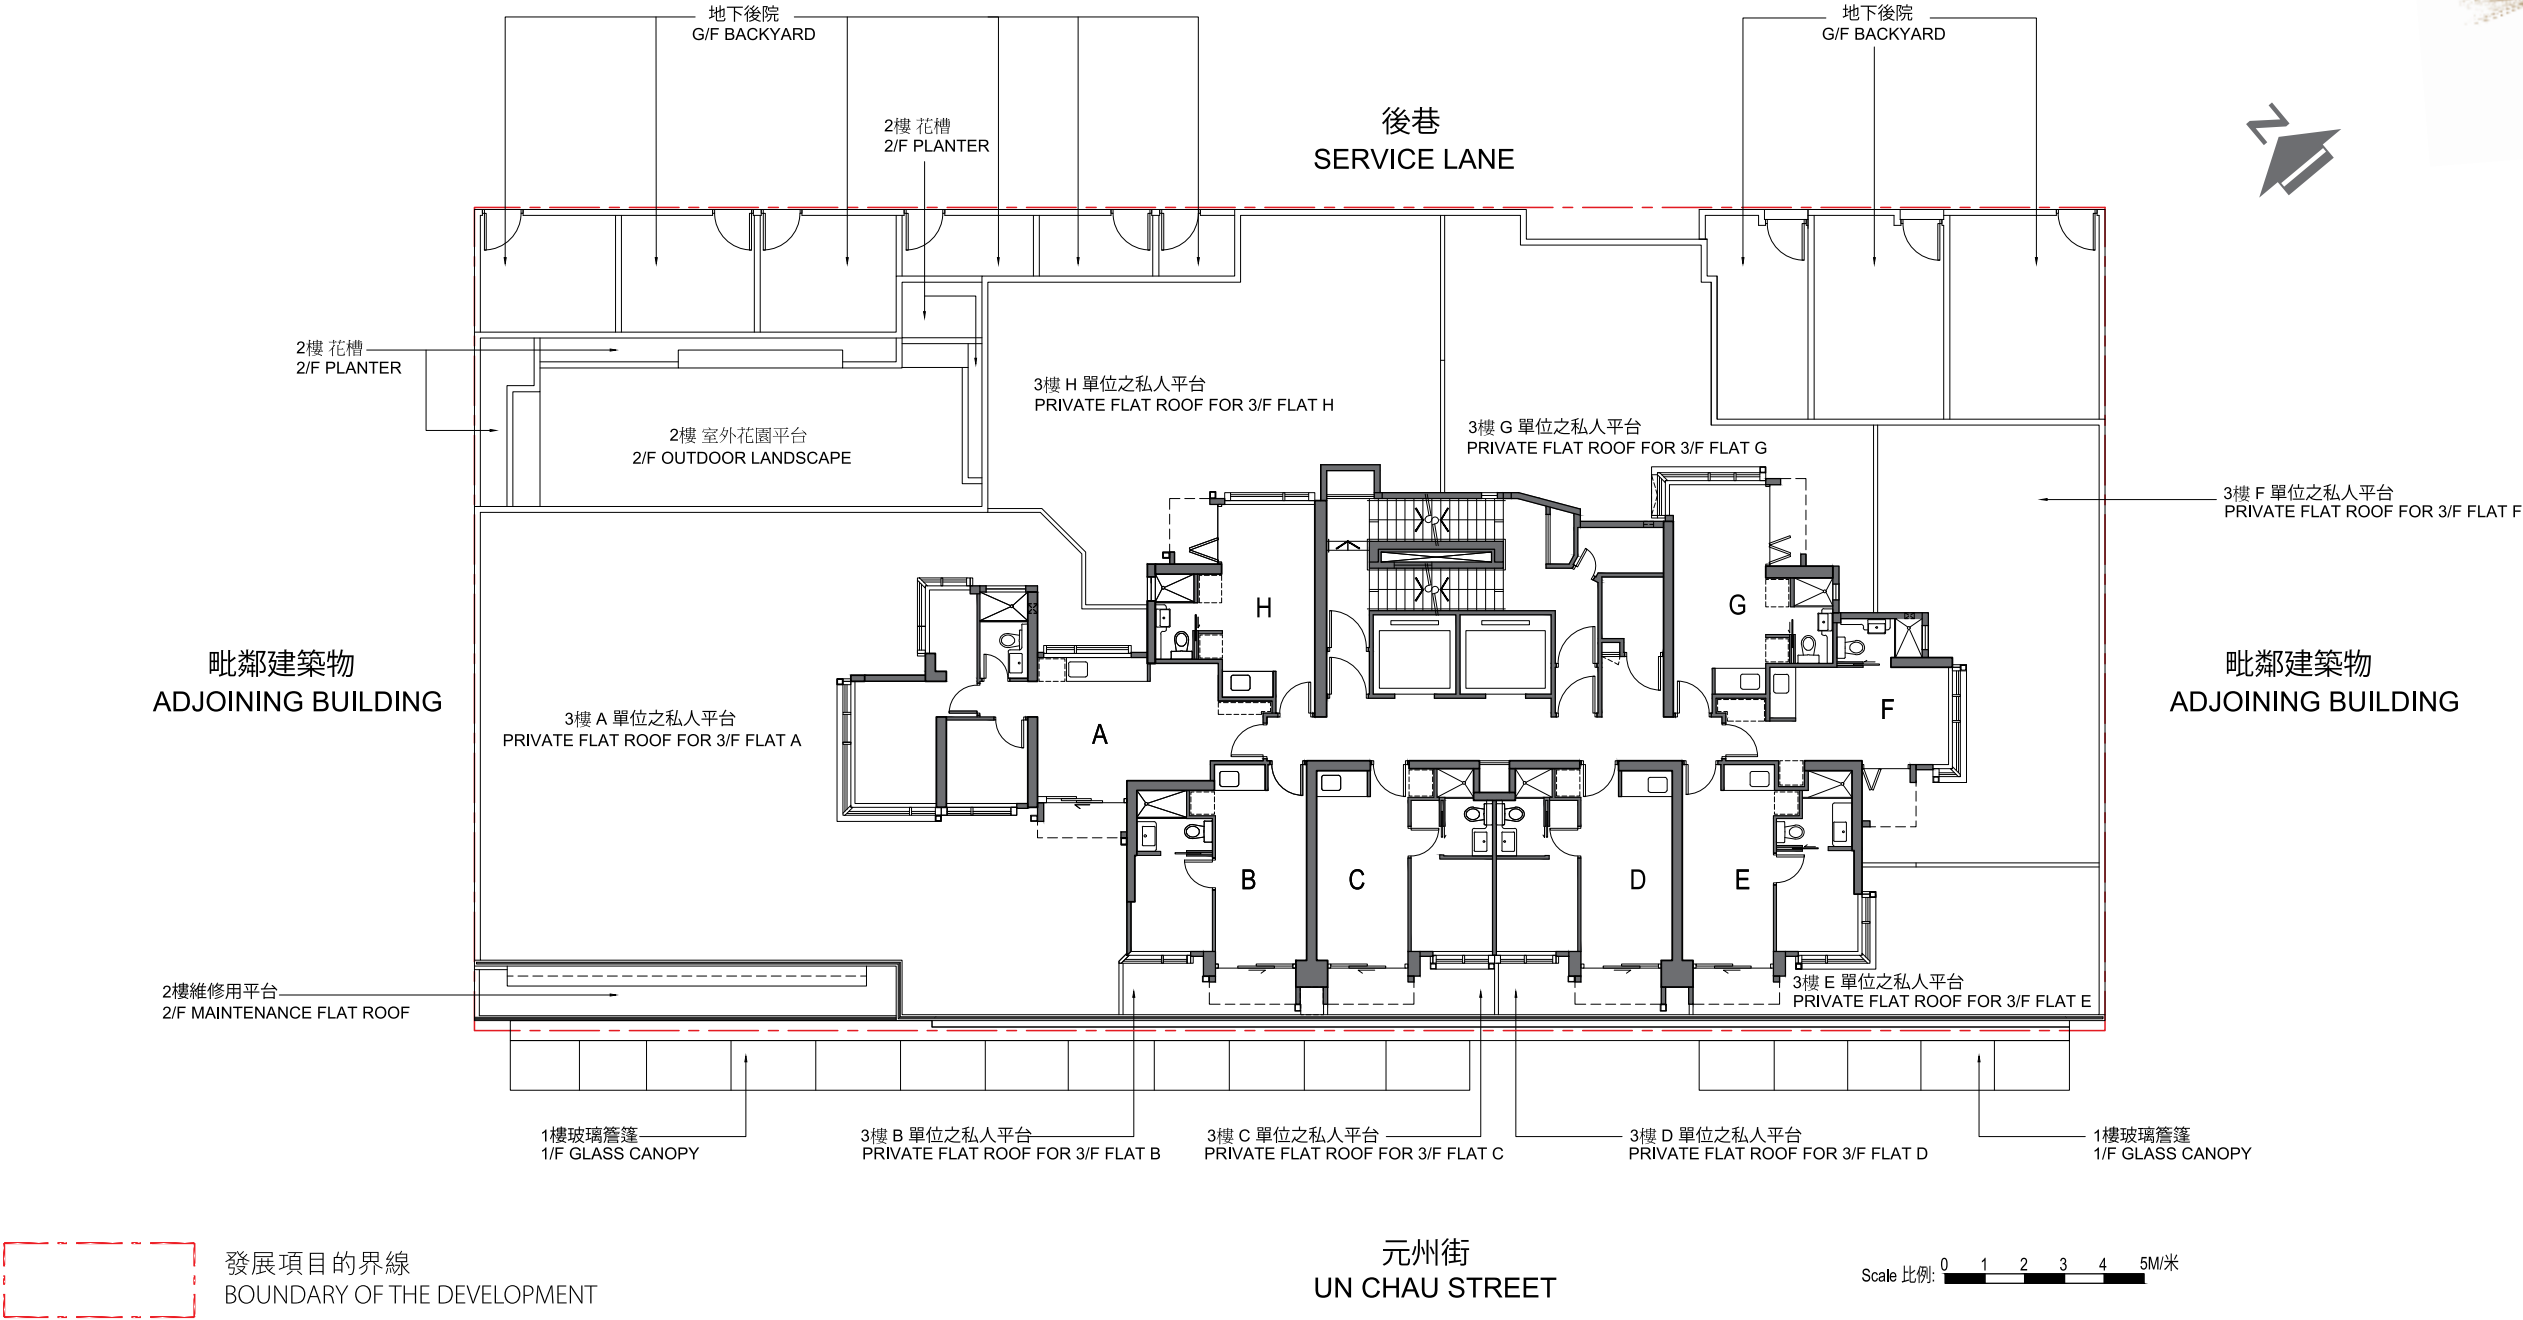 地下後院
G/F BACKYARD
地下後院
G/F BACKYARD
2樓 花槽
2/F PLANTER
後巷
SERVICE LANE
N
2樓 花槽
2/F PLANTER
3樓 H 單位之私人平台
PRIVATE FLAT ROOF FOR 3/F FLAT H
2樓 室外花園平台
2/F OUTDOOR LANDSCAPE
3樓 G 單位之私人平台
PRIVATE FLAT ROOF FOR 3/F FLAT G
3樓 F 單位之私人平台
PRIVATE FLAT ROOF FOR 3/F FLAT F
H
G
毗鄰建築物
ADJOINING BUILDING
毗鄰建築物
ADJOINING BUILDING
3樓 A 單位之私人平台
PRIVATE FLAT ROOF FOR 3/F FLAT A
A
F
B
C
D
E
2樓維修用平台
2/F MAINTENANCE FLAT ROOF
3樓 E 單位之私人平台
PRIVATE FLAT ROOF FOR 3/F FLAT E
1樓玻璃簷篷
1/F GLASS CANOPY
3樓 B 單位之私人平台
PRIVATE FLAT ROOF FOR 3/F FLAT B
3樓 C 單位之私人平台
PRIVATE FLAT ROOF FOR 3/F FLAT C
3樓 D 單位之私人平台
PRIVATE FLAT ROOF FOR 3/F FLAT D
1樓玻璃簷篷
1/F GLASS CANOPY
發展項目的界線
BOUNDARY OF THE DEVELOPMENT
元州街
UN CHAU STREET
Scale 比例: 0 1 2 3 4 5M/米